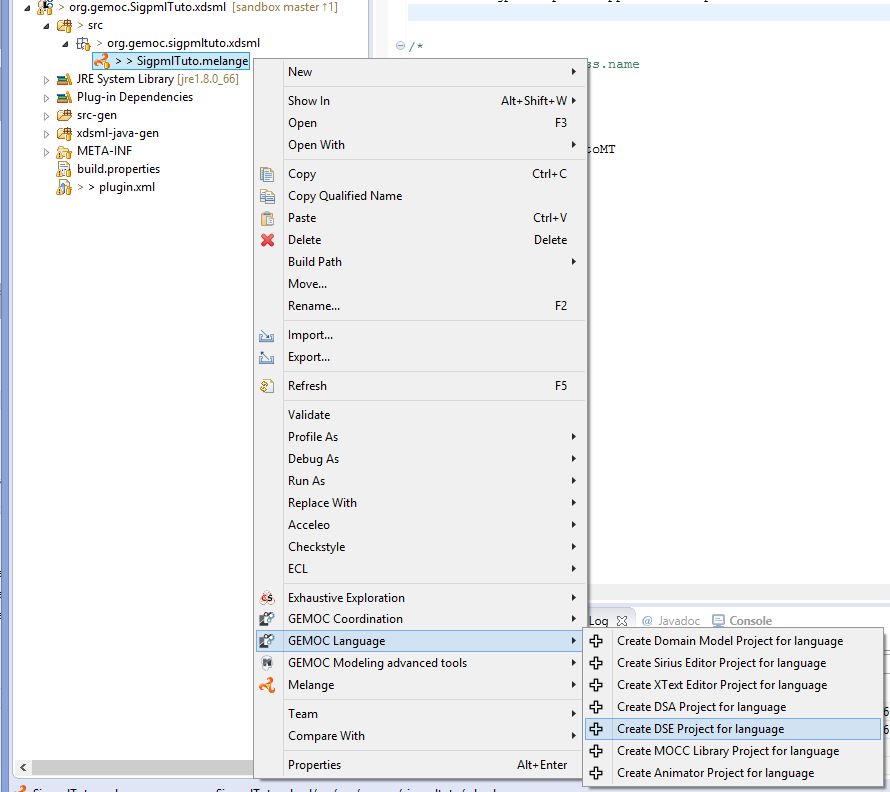 > org.gemoc.SigpmlTuto.xdsml [sandbox master ↑1]
> src
> org.gemoc.sigpmltuto.xdsml
> > SigpmlTuto.melange
JRE System Library [jre1.8.0_66]
Plug-in Dependencies
src-gen
xdsml-java-gen
META-INF
build.properties
> > plugin.xml
/*
ss.name
toMT
New
Show In Alt+Shift+W
Open F3
Open With
Copy Ctrl+C
Copy Qualified Name
Paste Ctrl+V
Delete Delete
Build Path
Move...
Rename... F2
Import...
Export...
Refresh F5
Validate
Profile As
Debug As
Run As
Replace With
Acceleo
Checkstyle
ECL
Exhaustive Exploration
GEMOC Coordination
GEMOC Language
GEMOC Modeling advanced tools
Melange
Team
Compare With
Properties Alt+Enter
Log @ Javadoc Console
Create Domain Model Project for language
Create Sirius Editor Project for language
Create XText Editor Project for language
Create DSA Project for language
Create DSE Project for language
Create MOCC Library Project for language
Create Animator Project for language